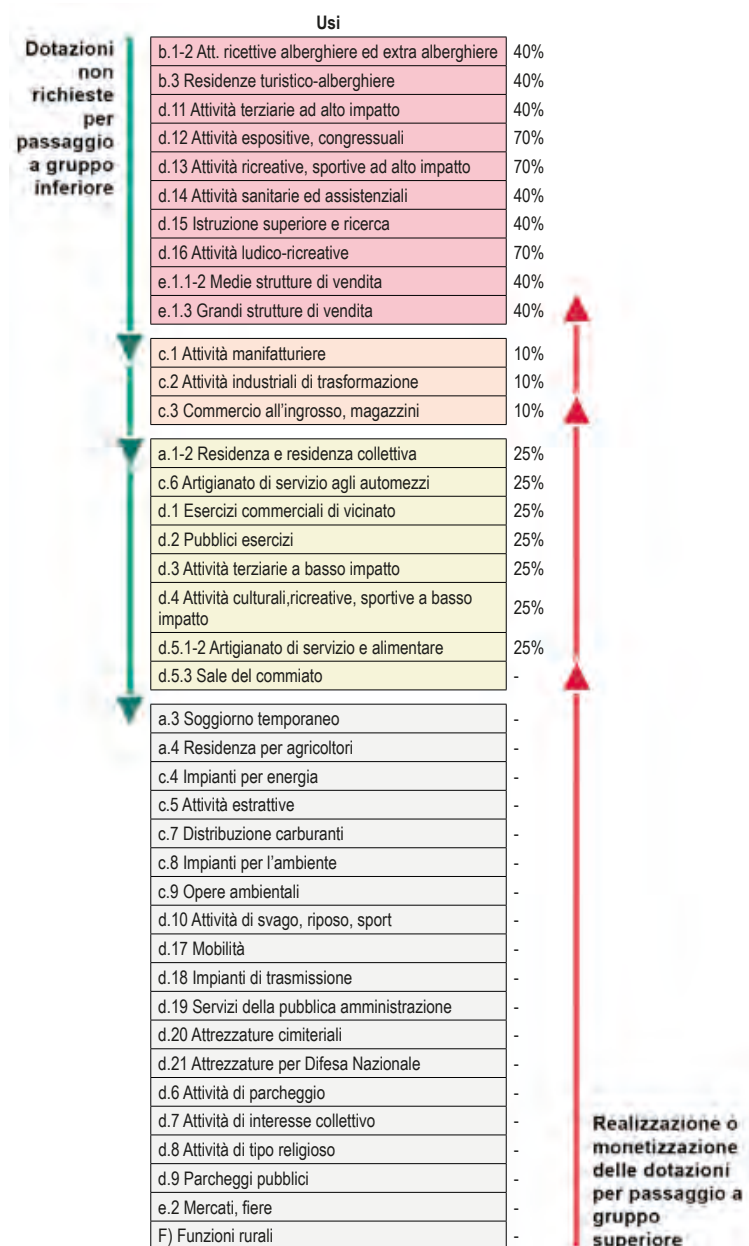 Usi
Dotazioni
non
richieste
per
passaggio
a gruppo
inferiore
b.1-2 Att. ricettive alberghiere ed extra alberghiere 40%
b.3 Residenze turistico-alberghiere 40%
d.11 Attività terziarie ad alto impatto 40%
d.12 Attività espositive, congressuali 70%
d.13 Attività ricreative, sportive ad alto impatto 70%
d.14 Attività sanitarie ed assistenziali 40%
d.15 Istruzione superiore e ricerca 40%
d.16 Attività ludico-ricreative 70%
e.1.1-2 Medie strutture di vendita 40%
e.1.3 Grandi strutture di vendita 40%
c.1 Attività manifatturiere 10%
c.2 Attività industriali di trasformazione 10%
c.3 Commercio all'ingrosso, magazzini 10%
a.1-2 Residenza e residenza collettiva 25%
c.6 Artigianato di servizio agli automezzi 25%
d.1 Esercizi commerciali di vicinato 25%
d.2 Pubblici esercizi 25%
d.3 Attività terziarie a basso impatto 25%
d.4 Attività culturali,ricreative, sportive a basso
impatto 25%
d.5.1-2 Artigianato di servizio e alimentare 25%
d.5.3 Sale del commiato -
a.3 Soggiorno temporaneo -
a.4 Residenza per agricoltori -
c.4 Impianti per energia -
c.5 Attività estrattive -
c.7 Distribuzione carburanti -
c.8 Impianti per l'ambiente -
c.9 Opere ambientali -
d.10 Attività di svago, riposo, sport -
d.17 Mobilità -
d.18 Impianti di trasmissione -
d.19 Servizi della pubblica amministrazione -
d.20 Attrezzature cimiteriali -
d.21 Attrezzature per Difesa Nazionale -
d.6 Attività di parcheggio -
d.7 Attività di interesse collettivo -
d.8 Attività di tipo religioso -
d.9 Parcheggi pubblici -
e.2 Mercati, fiere -
F) Funzioni rurali -
Realizzazione o
monetizzazione
delle dotazioni
per passaggio a
gruppo
superiore